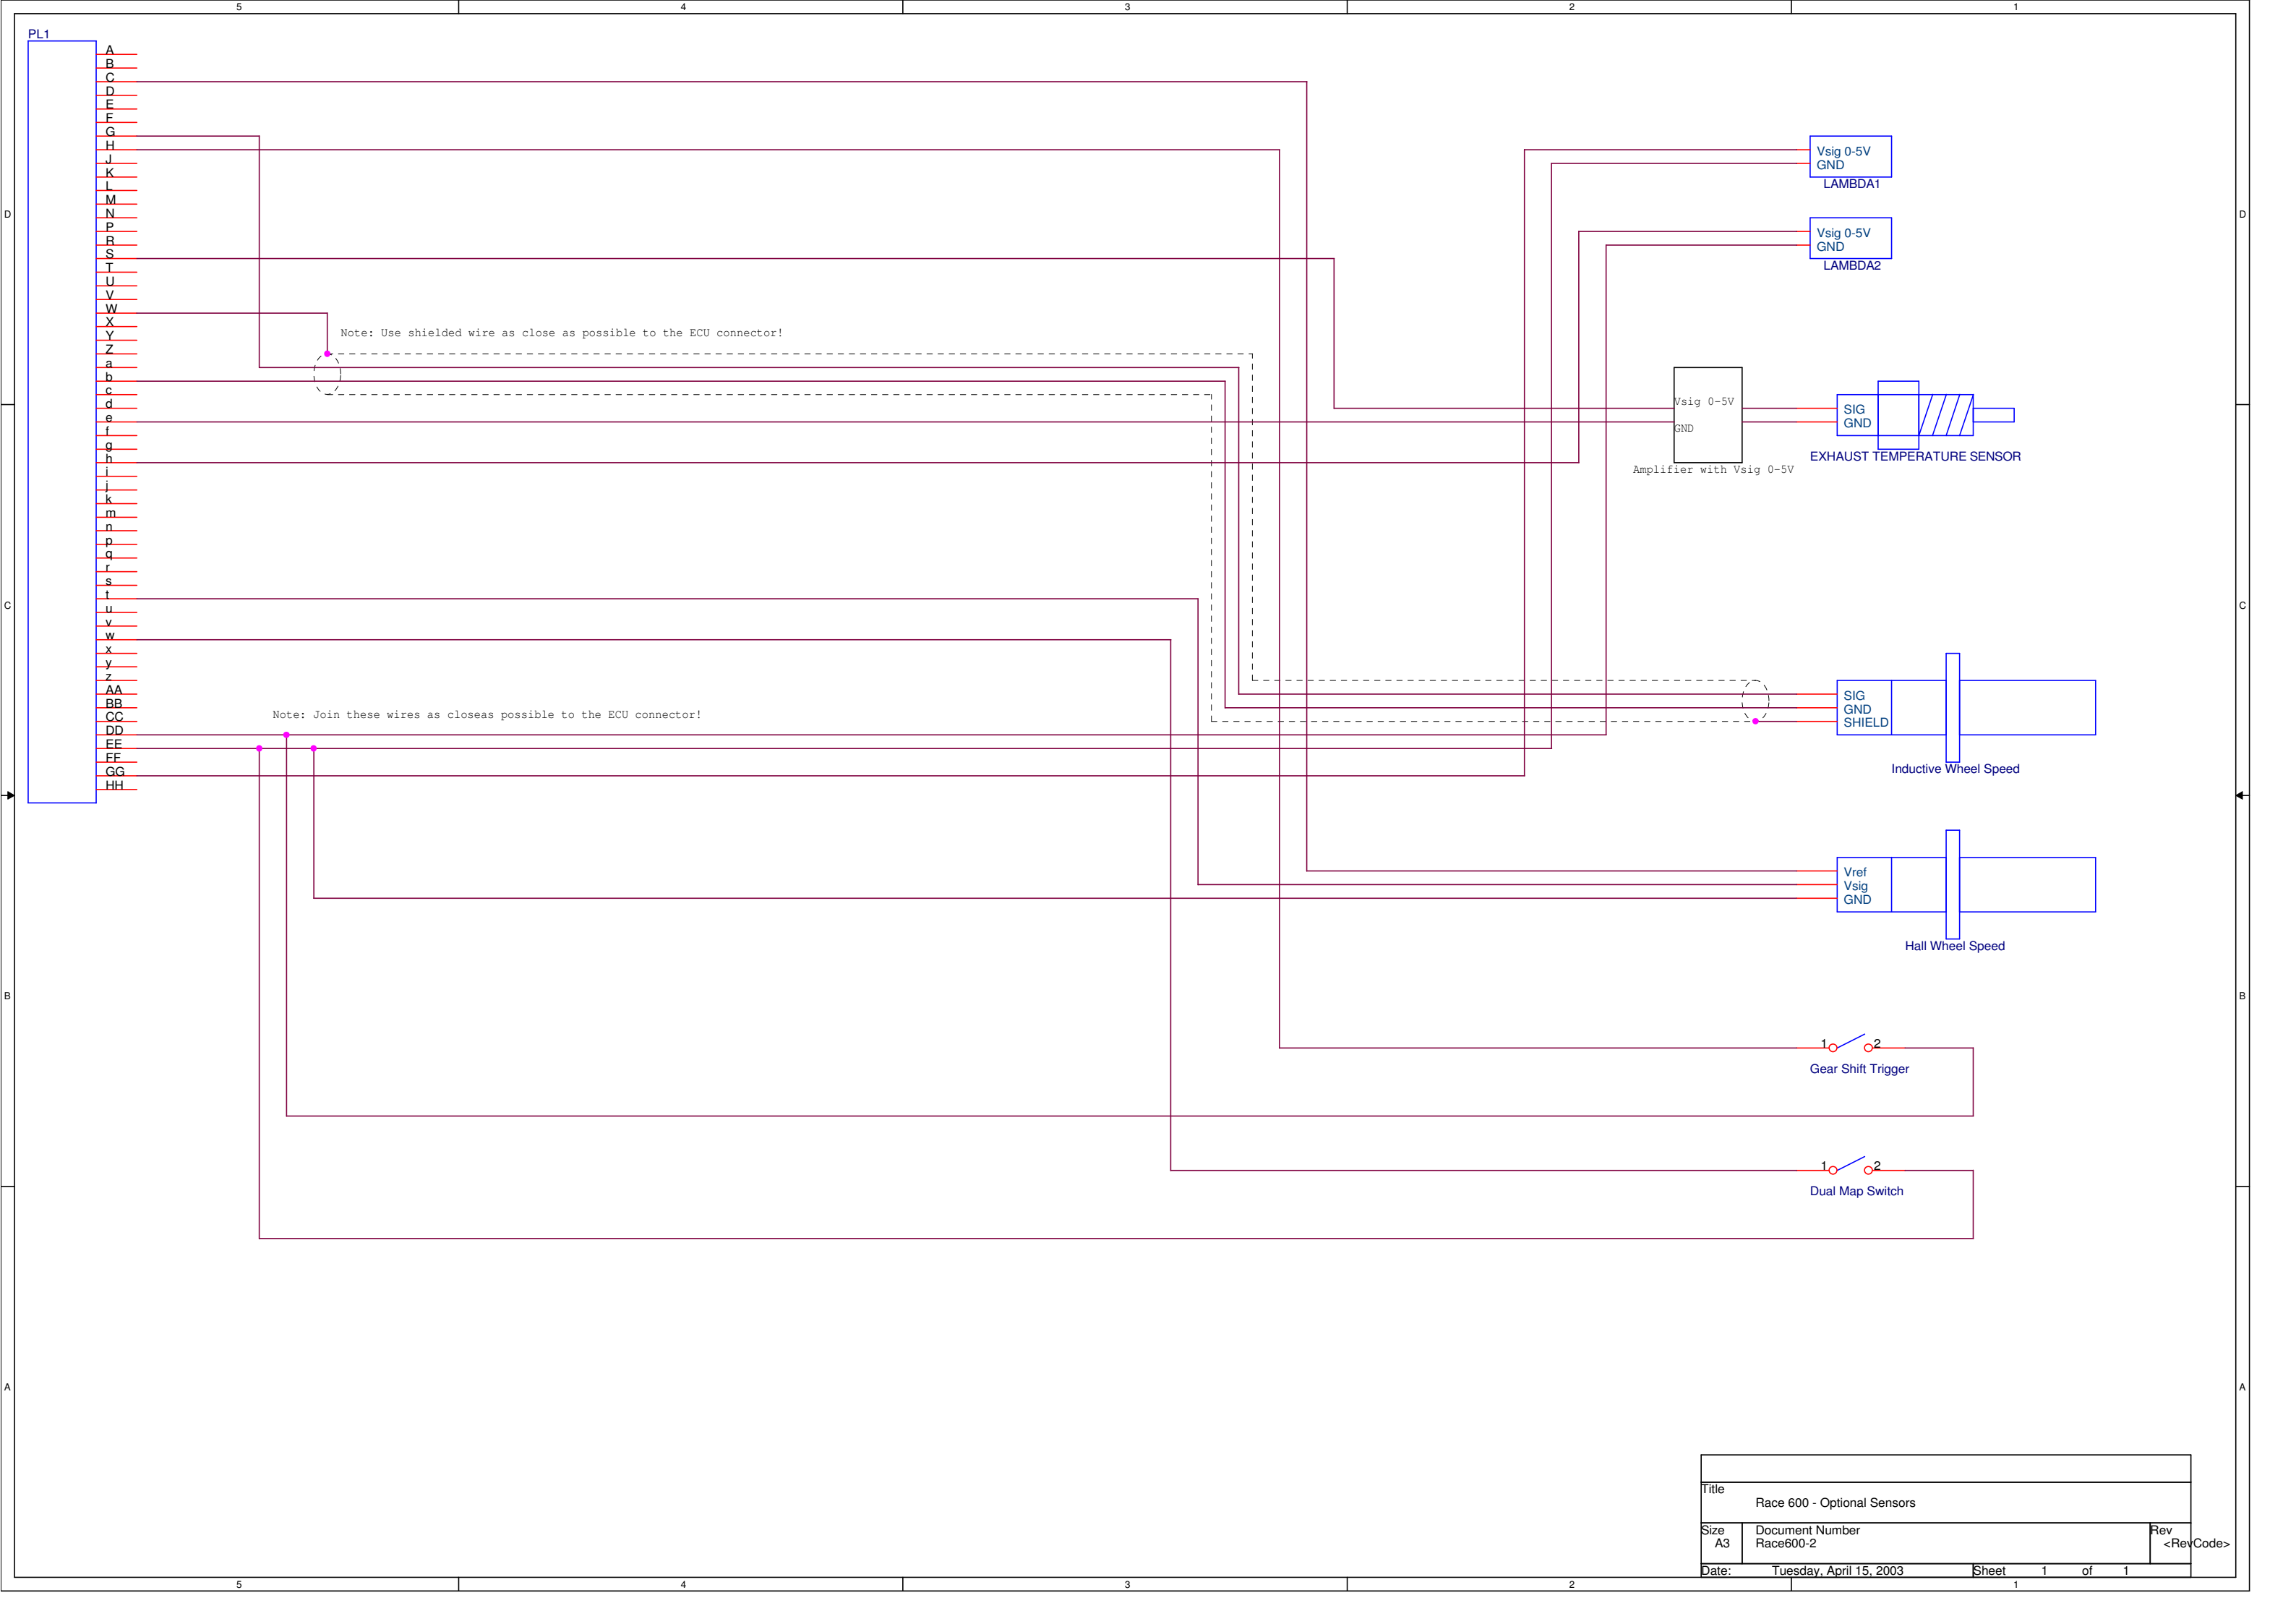 5 4 3 2 1
PL1
A
B
C
D
E
F
G
H
J
K
L
M
N
P
R
S
T
U
V
W
X
Y
Z
a
b
c
d
e
f
g
h
i
j
k
m
n
p
q
r
s
t
u
v
w
x
y
z
AA
BB
CC
DD
EE
FF
GG
HH
Vsig 0-5V
GND
LAMBDA1
D D
Vsig 0-5V
GND
LAMBDA2
Note: Use shielded wire as close as possible to the ECU connector!
Vsig 0-5V
GND
Amplifier with Vsig 0-5V
SIG
GND
EXHAUST TEMPERATURE SENSOR
C C
Note: Join these wires as closeas possible to the ECU connector!
SIG
GND
SHIELD
Inductive Wheel Speed
Vref
Vsig
GND
Hall Wheel Speed
B B
1 2
Gear Shift Trigger
1 2
Dual Map Switch
A A
Title
Race 600 - Optional Sensors
Size Document Number Rev
A3 Race600-2 <RevCode>
Date: Tuesday, April 15, 2003 Sheet 1 of 1
5 4 3 2 1